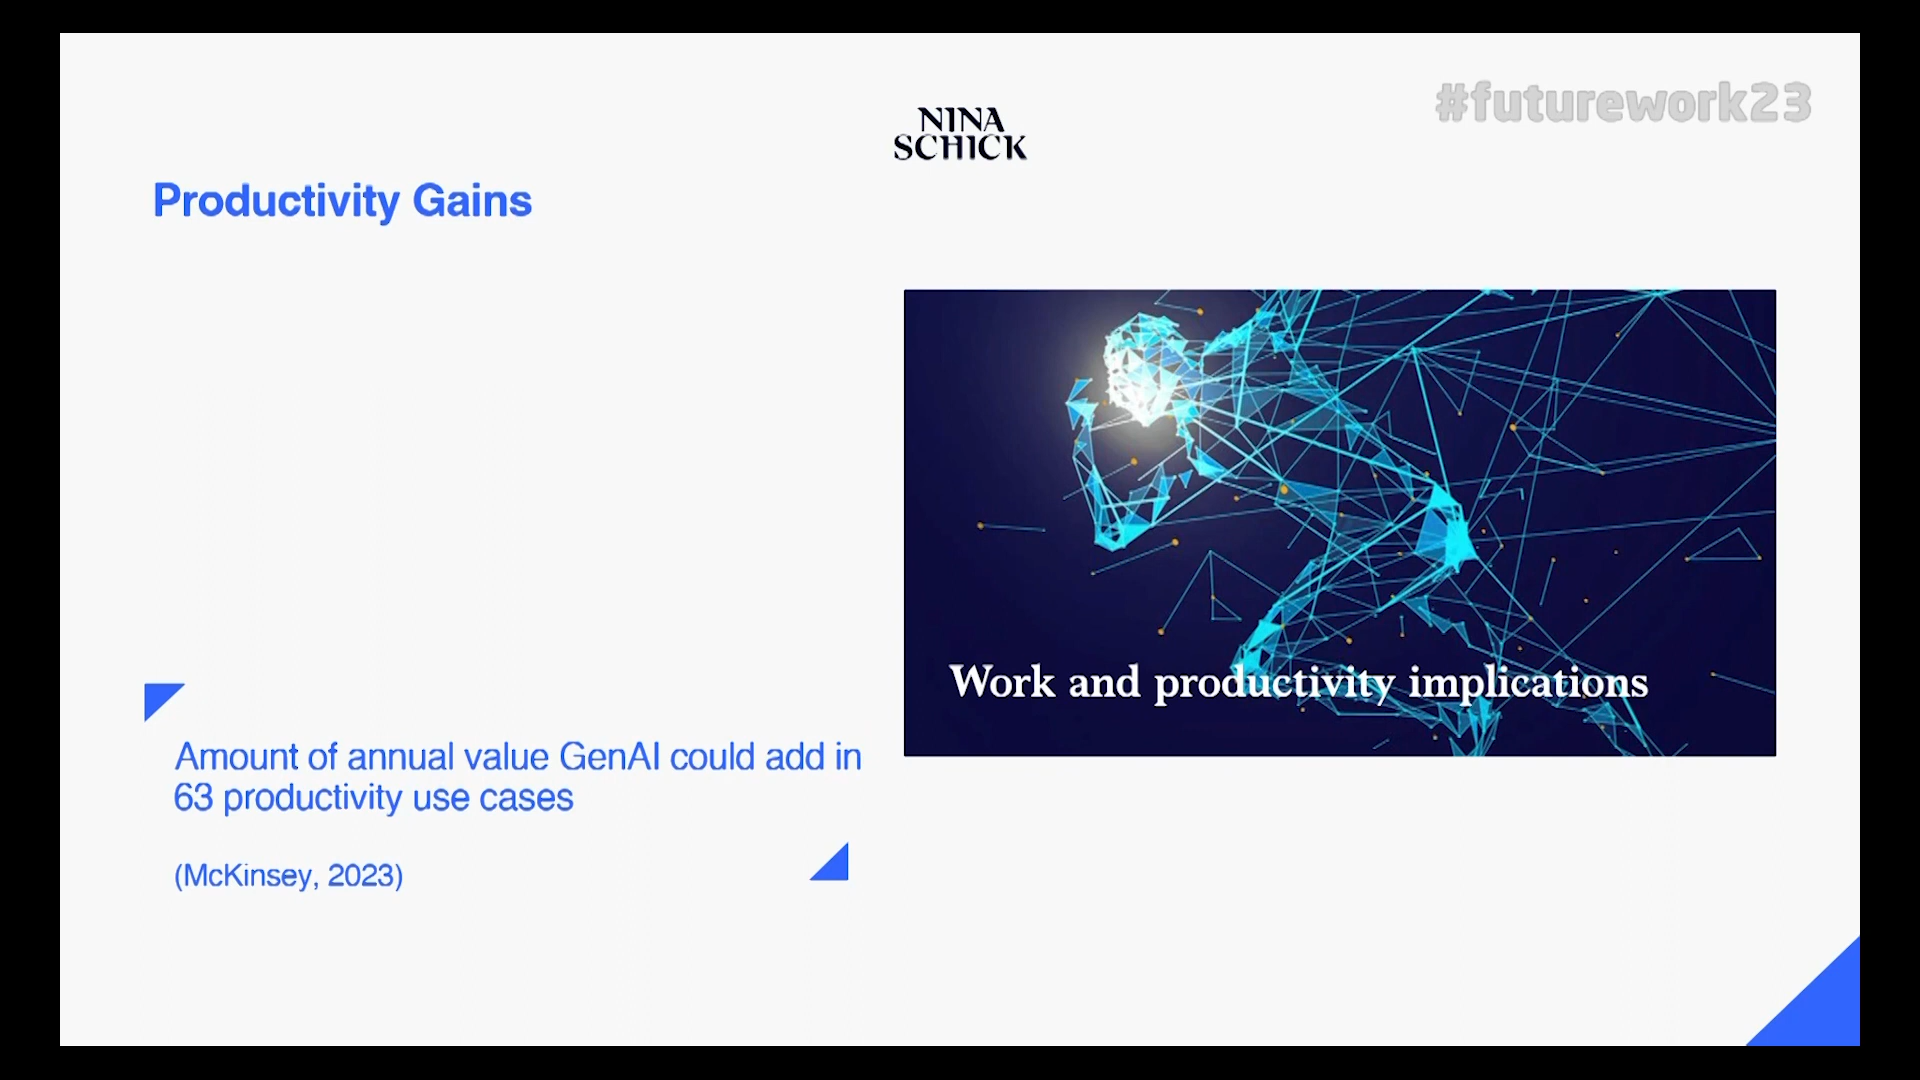 #futurework23
NINA
SCHICK
Productivity Gains
Work and productivity implications
Amount of annual value GenAI could add in
63 productivity use cases
(McKinsey, 2023)